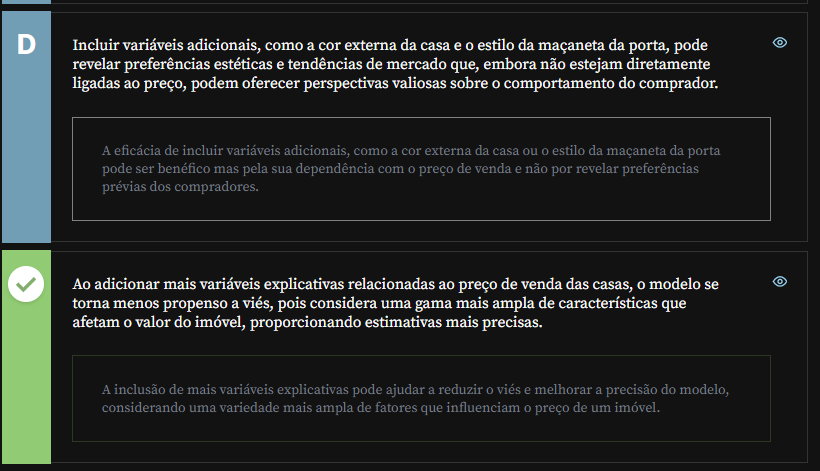 D
Incluir variáveis adicionais, como a cor externa da casa e o estilo da maçaneta da porta, pode
revelar preferências estéticas e tendências de mercado que, embora não estejam diretamente
ligadas ao preço, podem oferecer perspectivas valiosas sobre o comportamento do comprador.
A eficácia de incluir variáveis adicionais, como a cor externa da casa ou o estilo da maçaneta da porta
pode ser benéfico mas pela sua dependência com o preço de venda e não por revelar preferências
prévias dos compradores.
Ao adicionar mais variáveis explicativas relacionadas ao preço de venda das casas, o modelo se
torna menos propenso a viés, pois considera uma gama mais ampla de características que
afetam o valor do imóvel, proporcionando estimativas mais precisas.
A inclusão de mais variáveis explicativas pode ajudar a reduzir o viés e melhorar a precisão do modelo,
considerando uma variedade mais ampla de fatores que influenciam o preço de um imóvel.